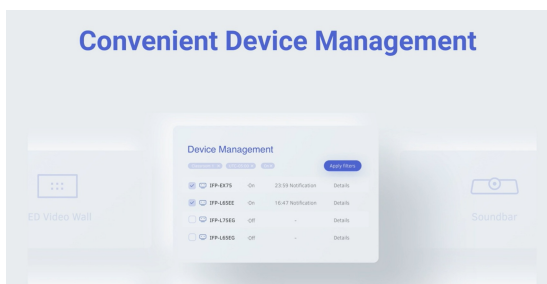 Convenient Device Management
Device Management
Apply filters
IFP-EX75 On 23:59 Notification Details
IFP-L65EE On 16:47 Notification Details
IFP-L75EG Off - Details
IFP-L65EG Off - Details
E0 Video Wall
Soundbar